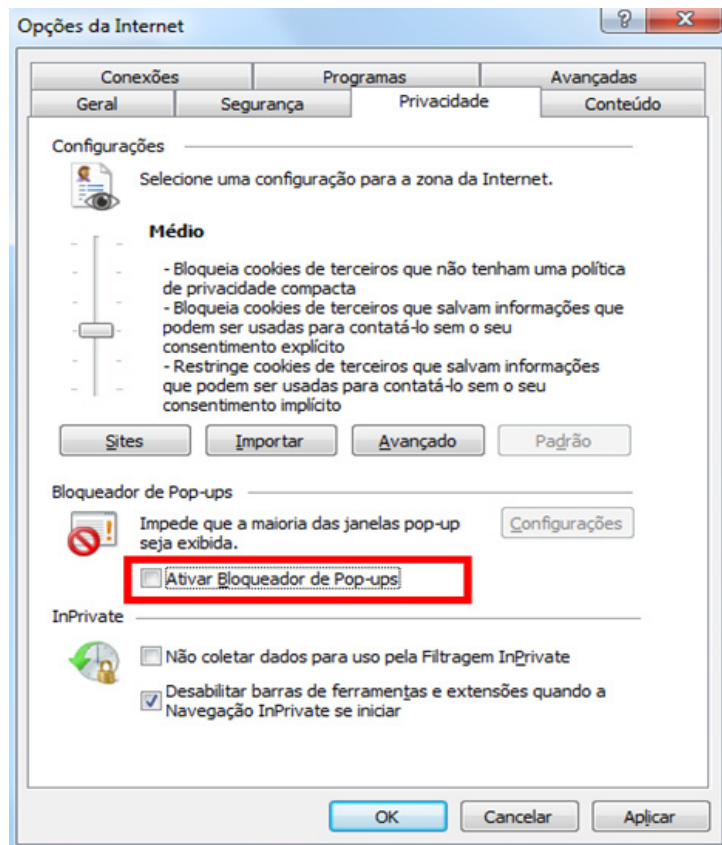 Opções da Internet
Conexões Programas Avançadas
Geral Segurança Privacidade Conteúdo
Configurações
Selecione uma configuração para a zona da Internet.
Médio
- Bloqueia cookies de terceiros que não tenham uma política
de privacidade compacta
- Bloqueia cookies de terceiros que salvam informações que
podem ser usadas para contatá-lo sem o seu
consentimento explícito
- Restringe cookies de terceiros que salvam informações
que podem ser usadas para contatá-lo sem o seu
consentimento implícito
Sites Importar Avançado Padrão
Bloqueador de Pop-ups
Impede que a maioria das janelas pop-up
seja exibida.
Configurações
Ativar Bloqueador de Pop-ups
InPrivate
Não coletar dados para uso pela Filtragem InPrivate
Desabilitar barras de ferramentas e extensões quando a
Navegação InPrivate se iniciar
OK Cancelar Aplicar